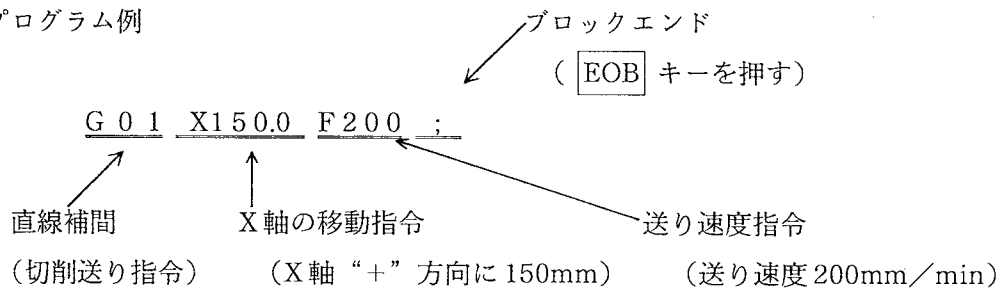 プログラム例
ブロックエンド
( EOB キーを押す)
G 0 1 X150.0 F200 ;
直線補間 X軸の移動指令 送り速度指令
(切削送り指令) (X軸“+”方向に150mm) (送り速度200mm/min)